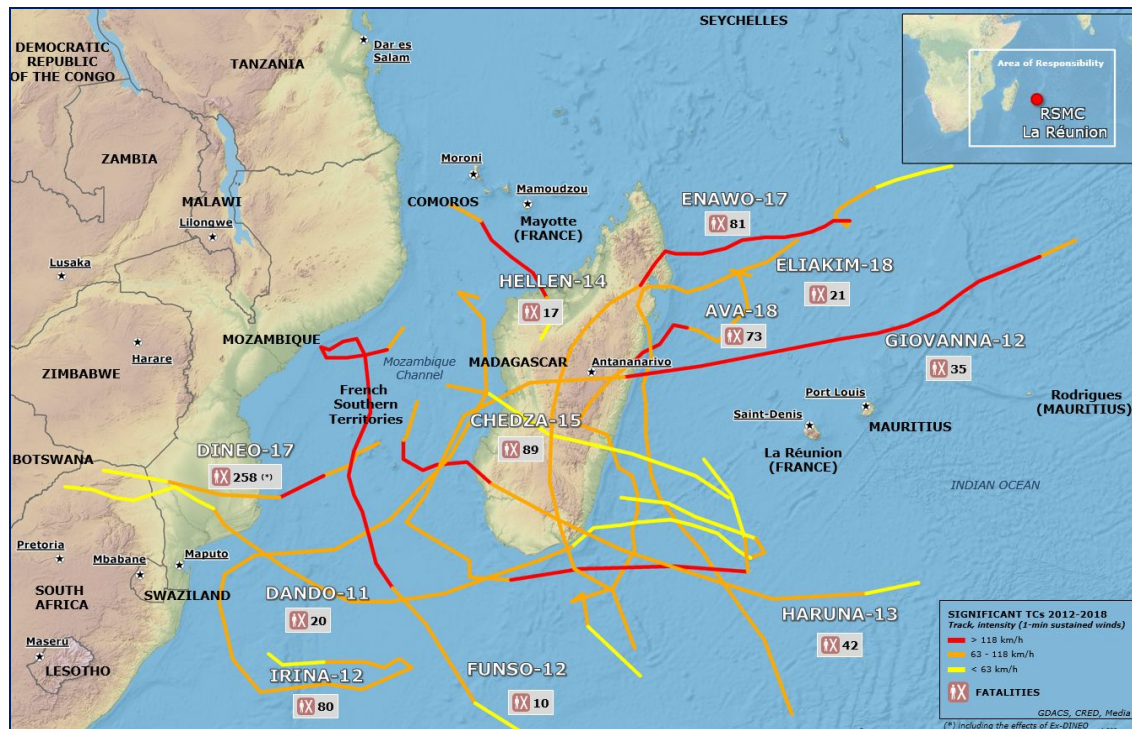 SEYCHELLES
DEMOCRATIC
REPUBLIC
OF THE CONGO
TANZANIA
Dar es
Salam
Area of Responsibility
RSMC
La Réunion
ZAMBIA
MALAWI
Lilongwe
Lusaka
Moroni
COMOROS
Mamoudzou
Mayotte
(FRANCE)
ENAWO-17
81
HELLEN-14
17
ELIAKIM-18
21
AVA-18
73
GIOVANNA-12
35
MOZAMBIQUE
Harare
ZIMBABWE
Mozambique
Channel
MADAGASCAR
Antananarivo
French
Southern
Territories
Port Louis
MAURITIUS
Saint-Denis
La Réunion
(FRANCE)
Rodrigues
(MAURITIUS)
CHEDZA-15
89
DINEO-17
258 (*)
BOTSWANA
INDIAN OCEAN
Pretoria
Mbabane
Maputo
SOUTH
AFRICA
SWAZILAND
Maseru
LESOTHO
DANDO-11
20
IRINA-12
80
FUNSO-12
10
HARUNA-13
42
SIGNIFICANT TCs 2012-2018
Track, intensity (1-min sustained winds)
> 118 km/h
63 - 118 km/h
< 63 km/h
FATALITIES
GDACS, CRED, Media
(*) including the effects of Ex-DINEO